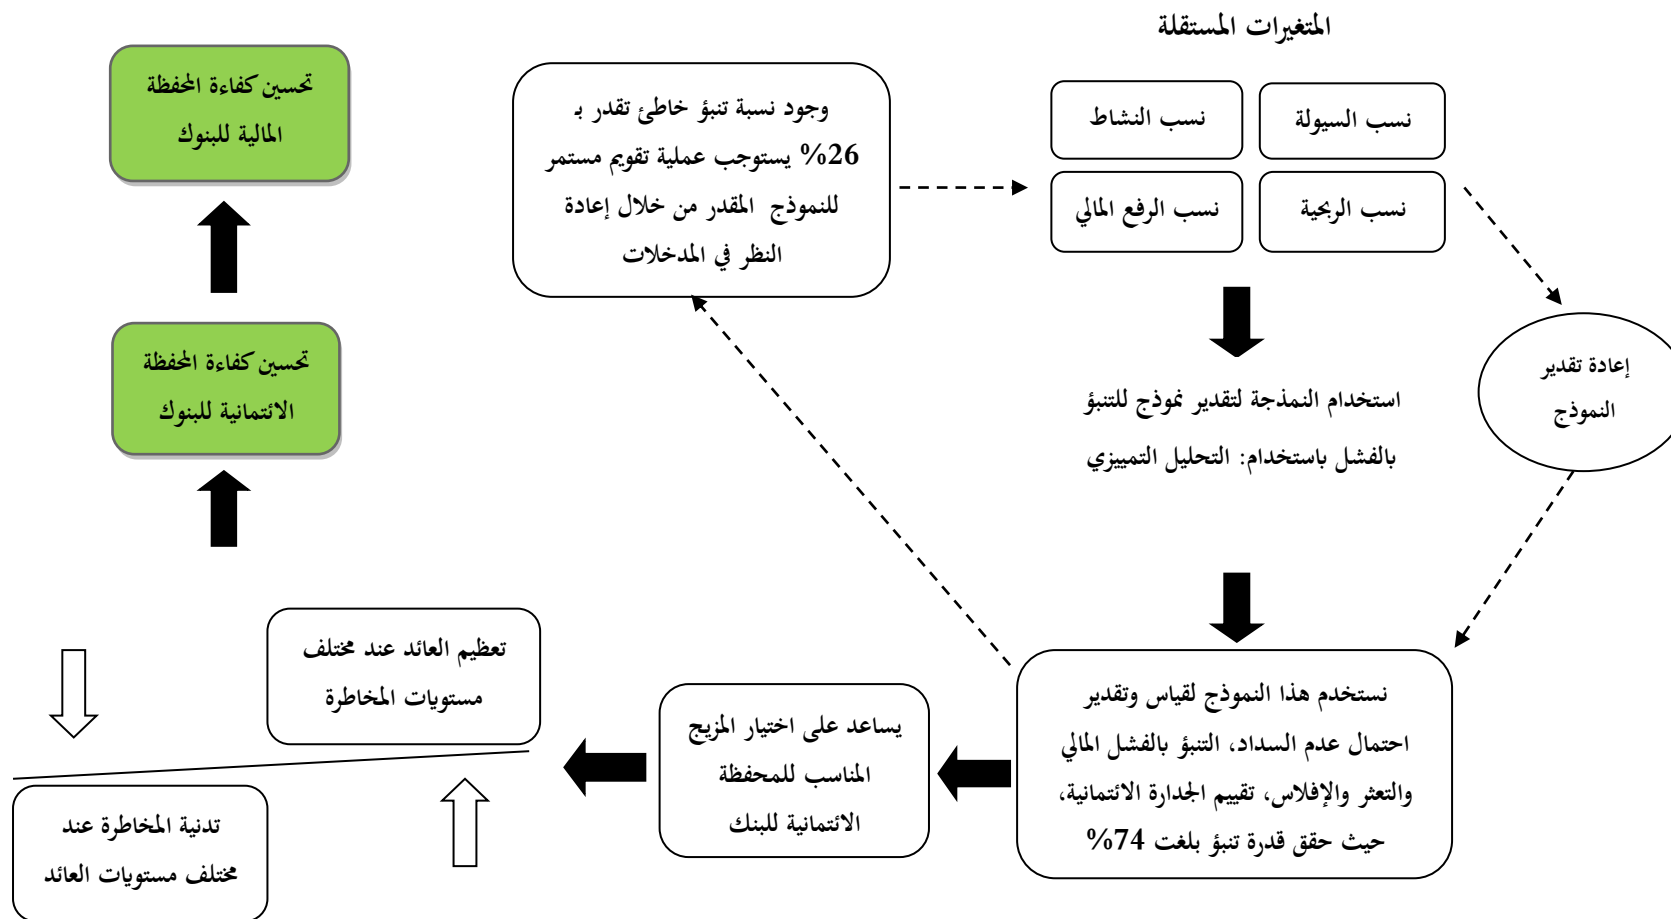 المتغيرات المستقلة
نسب السيولة
نسب النشاط
نسب الربحية
نسب الرفع المالي
إعادة تقدير
النموذج
استخدام النمذجة لتقدير نموذج للتنبؤ
بالفشل باستخدام: التحليل التمييزي
وجود نسبة تنبؤ خاطئ تقدر بـ
26% يستوجب عملية تقويم مستمر
للنموذج المقدر من خلال إعادة
النظر في المدخلات
نستخدم هذا النموذج لقياس وتقدير
احتمال عدم السداد، التنبؤ بالفشل المالي
والتعثر والإفلاس، تقييم الجدارة الائتمانية،
حيث حقق قدرة تنبؤ بلغت 74%
يساعد على اختيار المزيج
المناسب للمحفظة
الائتمانية للبنك
تعظيم العائد عند مختلف
مستويات المخاطرة
تدنية المخاطرة عند
مختلف مستويات العائد
تحسين كفاءة المحفظة
الائتمانية للبنوك
تحسين كفاءة المحفظة
المالية للبنوك